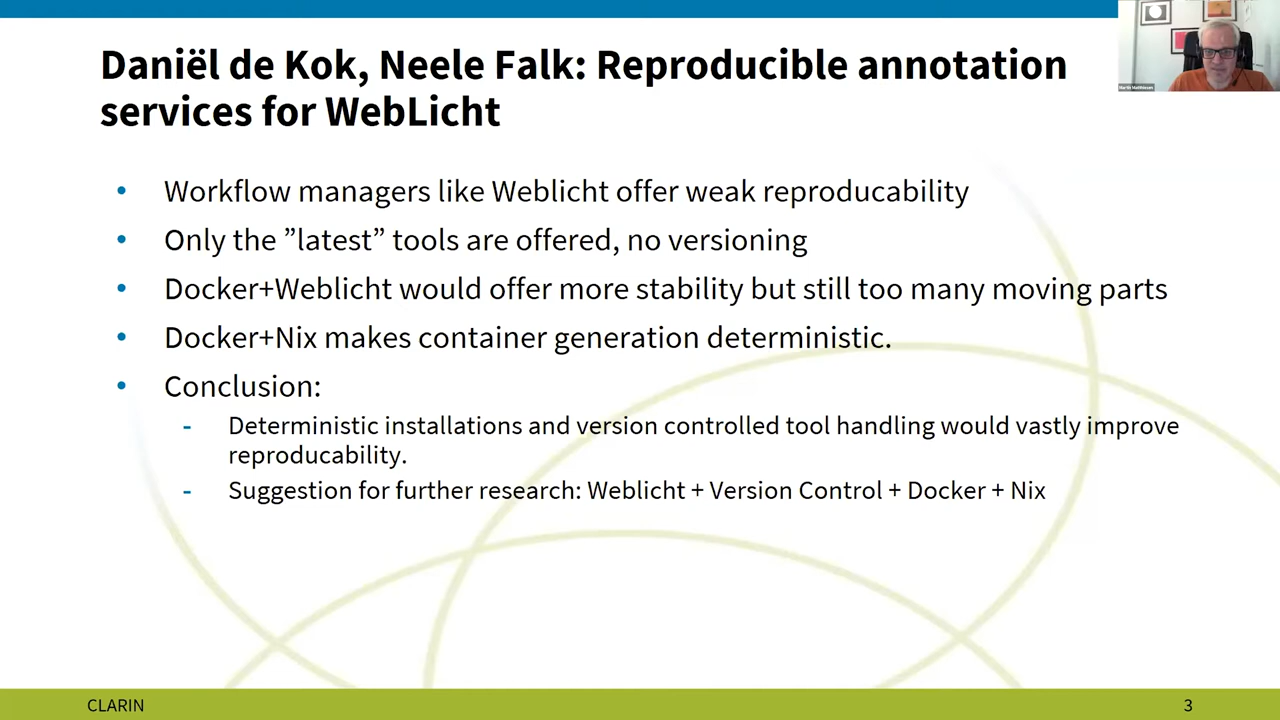 Daniël de Kok, Neele Falk: Reproducible annotation
services for WebLicht
Martin Matthiesen
• Workflow managers like Weblicht offer weak reproducability
• Only the ”latest” tools are offered, no versioning
• Docker+Weblicht would offer more stability but still too many moving parts
• Docker+Nix makes container generation deterministic.
• Conclusion:
- Deterministic installations and version controlled tool handling would vastly improve
reproducability.
- Suggestion for further research: Weblicht + Version Control + Docker + Nix
CLARIN
3